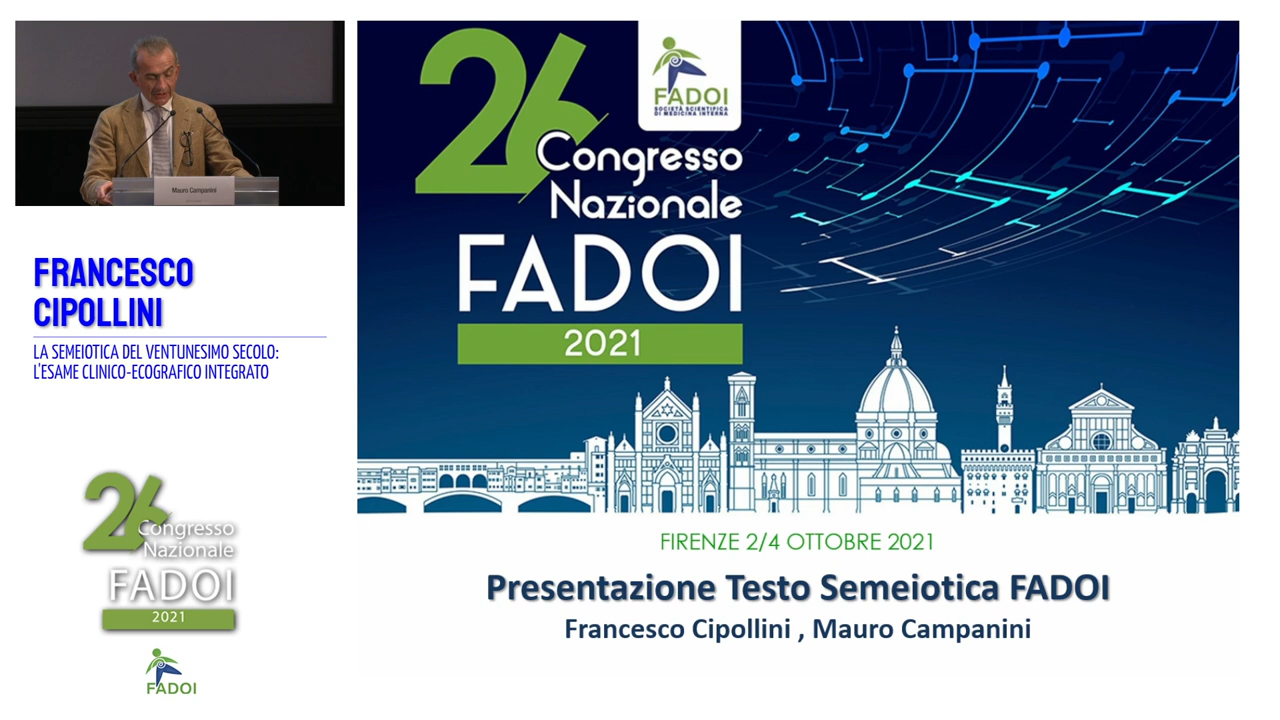 Mauro Campanini
FRANCESCO
CIPOLLINI
LA SEMEIOTICA DEL VENTUNESIMO SECOLO:
L'ESAME CLINICO-ECOGRAFICO INTEGRATO
26
Congresso
Nazionale
FADOI
2021
FADOI
26
FADOI
SOCIETÀ SCIENTIFICA
DI MEDICINA INTERNA
Congresso
Nazionale
FADOI
2021
FIRENZE 2/4 OTTOBRE 2021
Presentazione Testo Semeiotica FADOI
Francesco Cipollini , Mauro Campanini